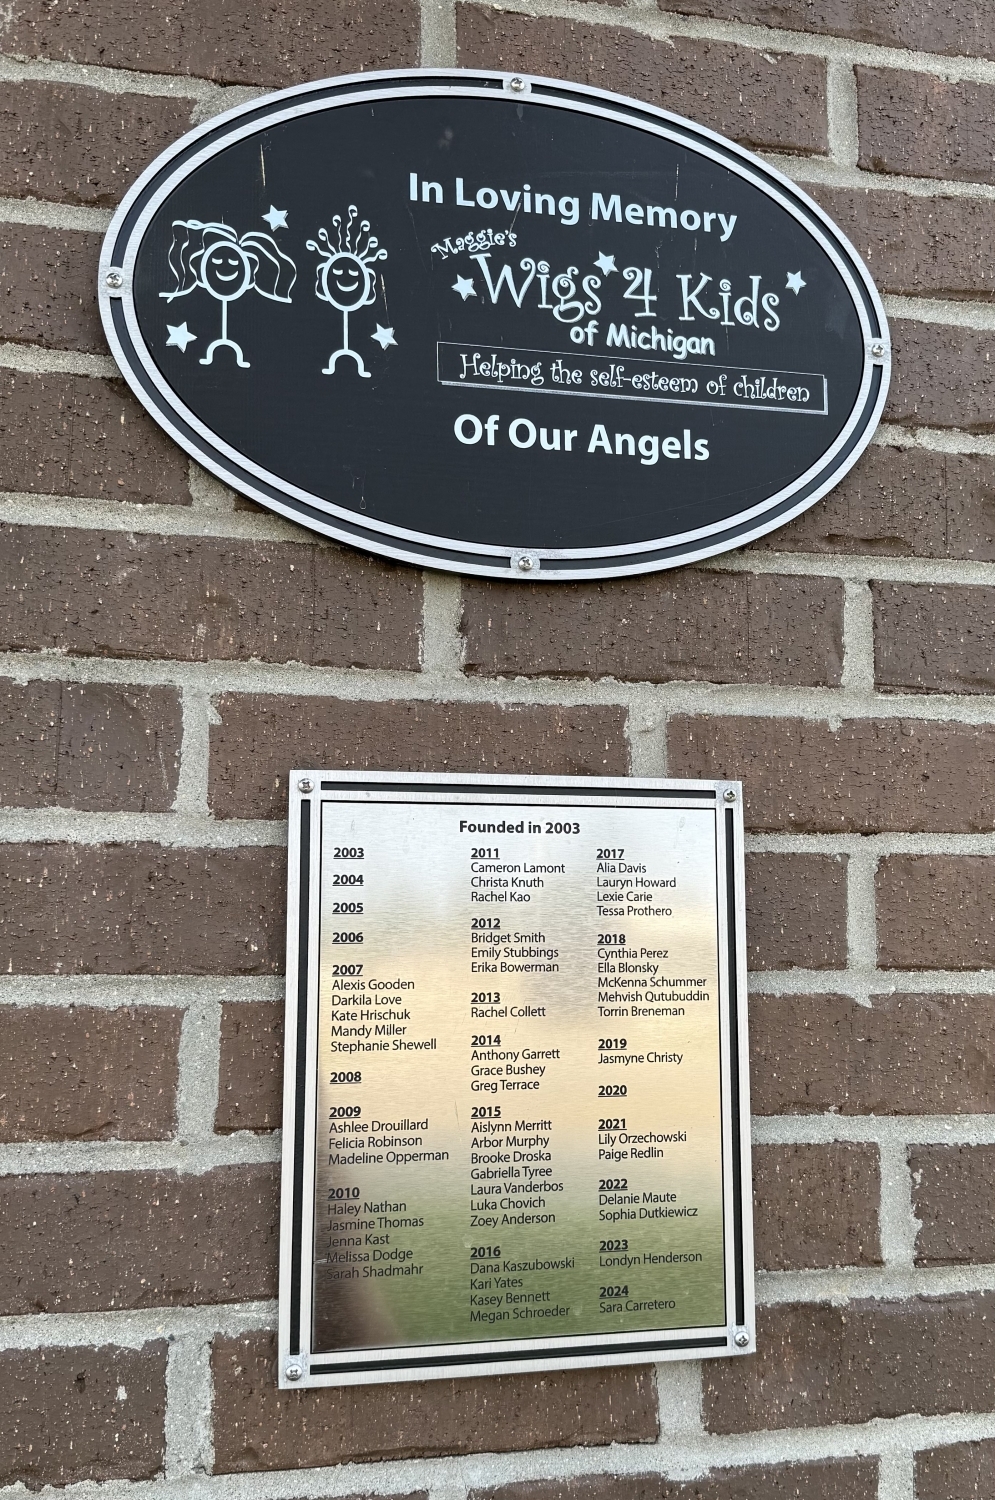 In Loving Memory
Maggie's
Wigs 4 Kids
of Michigan
Helping the self-esteem of children
Of Our Angels
Founded in 2003
2003
2004
2005
2006
2007
Alexis Gooden
Darkila Love
Kate Hrischuk
Mandy Miller
Stephanie Shewell
2008
2009
Ashlee Drouillard
Felicia Robinson
Madeline Opperman
2010
Haley Nathan
Jasmine Thomas
Jenna Kast
Melissa Dodge
Sarah Shadmahr
2011
Cameron Lamont
Christa Knuth
Rachel Kao
2012
Bridget Smith
Emily Stubbings
Erika Bowerman
2013
Rachel Collett
2014
Anthony Garrett
Grace Bushey
Greg Terrace
2015
Aislynn Merritt
Arbor Murphy
Brooke Droska
Gabriella Tyree
Laura Vanderbos
Luka Chovich
Zoey Anderson
2016
Dana Kaszubowski
Kari Yates
Kasey Bennett
Megan Schroeder
2017
Alia Davis
Lauryn Howard
Lexie Carie
Tessa Prothero
2018
Cynthia Perez
Ella Blonsky
McKenna Schummer
Mehvish Qutubuddin
Torrin Breneman
2019
Jasmyne Christy
2020
2021
Lily Orzechowski
Paige Redlin
2022
Delanie Maute
Sophia Dutkiewicz
2023
Londyn Henderson
2024
Sara Carretero